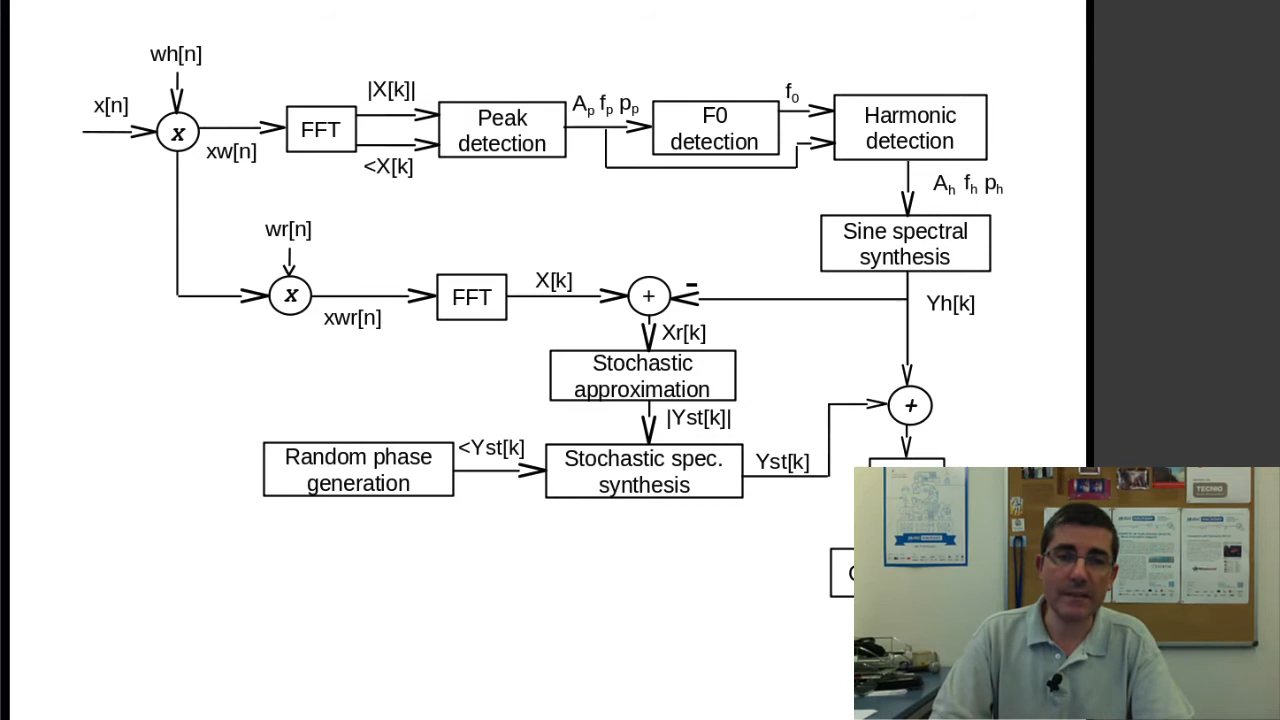 wh[n]
x[n]
x
xw[n]
FFT
|X[k]|
<X[k]
Peak
detection
Ap fp pp
F0
detection
f0
Harmonic
detection
Ah fh ph
Sine spectral
synthesis
wr[n]
x
xwr[n]
FFT
X[k]
+
-
Yh[k]
Xr[k]
Stochastic
approximation
|Yst[k]|
+
Random phase
generation
<Yst[k]
Stochastic spec.
synthesis
Yst[k]
TECNIO